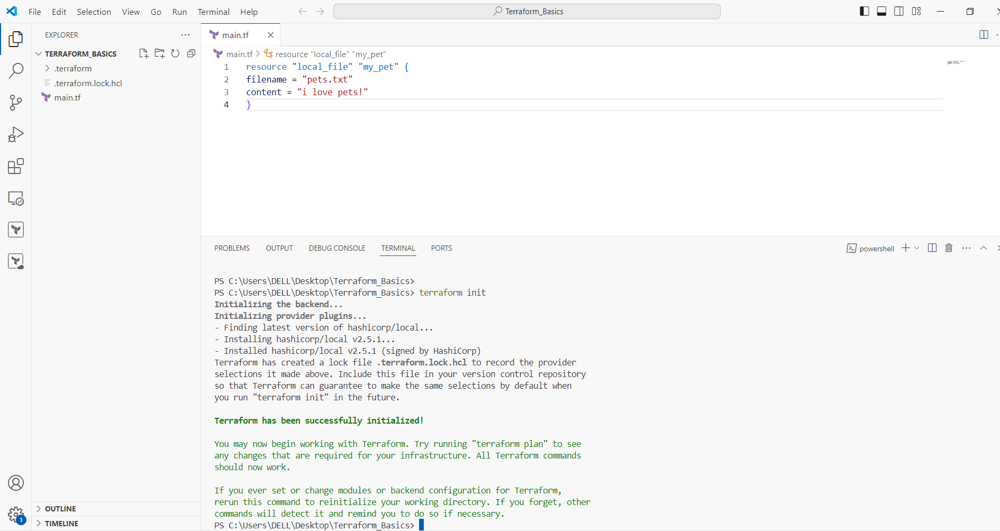 File Edit Selection View Go Run Terminal Help
Terraform_Basics
EXPLORER
TERRAFORM_BASICS
.terraform
.terraform.lock.hcl
main.tf
main.tf
main.tf > resource "local_file" "my_pet"
1 resource "local_file" "my_pet" {
2 filename = "pets.txt"
3 content = "i love pets!"
4 }
PROBLEMS OUTPUT DEBUG CONSOLE TERMINAL PORTS
powershell
PS C:\Users\DELL\Desktop\Terraform_Basics>
PS C:\Users\DELL\Desktop\Terraform_Basics> terraform init
Initializing the backend...
Initializing provider plugins...
- Finding latest version of hashicorp/local...
- Installing hashicorp/local v2.5.1...
- Installed hashicorp/local v2.5.1 (signed by HashiCorp)
Terraform has created a lock file .terraform.lock.hcl to record the provider
selections it made above. Include this file in your version control repository
so that Terraform can guarantee to make the same selections by default when
you run "terraform init" in the future.
Terraform has been successfully initialized!
You may now begin working with Terraform. Try running "terraform plan" to see
any changes that are required for your infrastructure. All Terraform commands
should now work.
If you ever set or change modules or backend configuration for Terraform,
rerun this command to reinitialize your working directory. If you forget, other
commands will detect it and remind you to do so if necessary.
PS C:\Users\DELL\Desktop\Terraform_Basics>
OUTLINE
TIMELINE
1